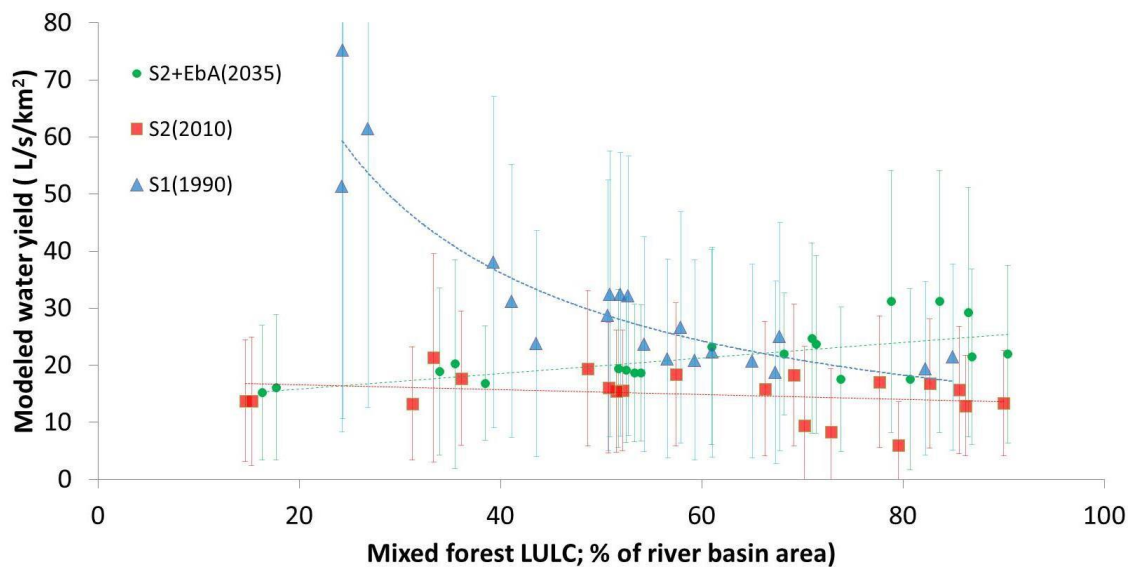 80
70
60
50
40
30
20
10
0
Modeled water yield ( L/s/km²)
S2+EbA(2035)
S2(2010)
S1(1990)
0 20 40 60 80 100
Mixed forest LULC; % of river basin area)